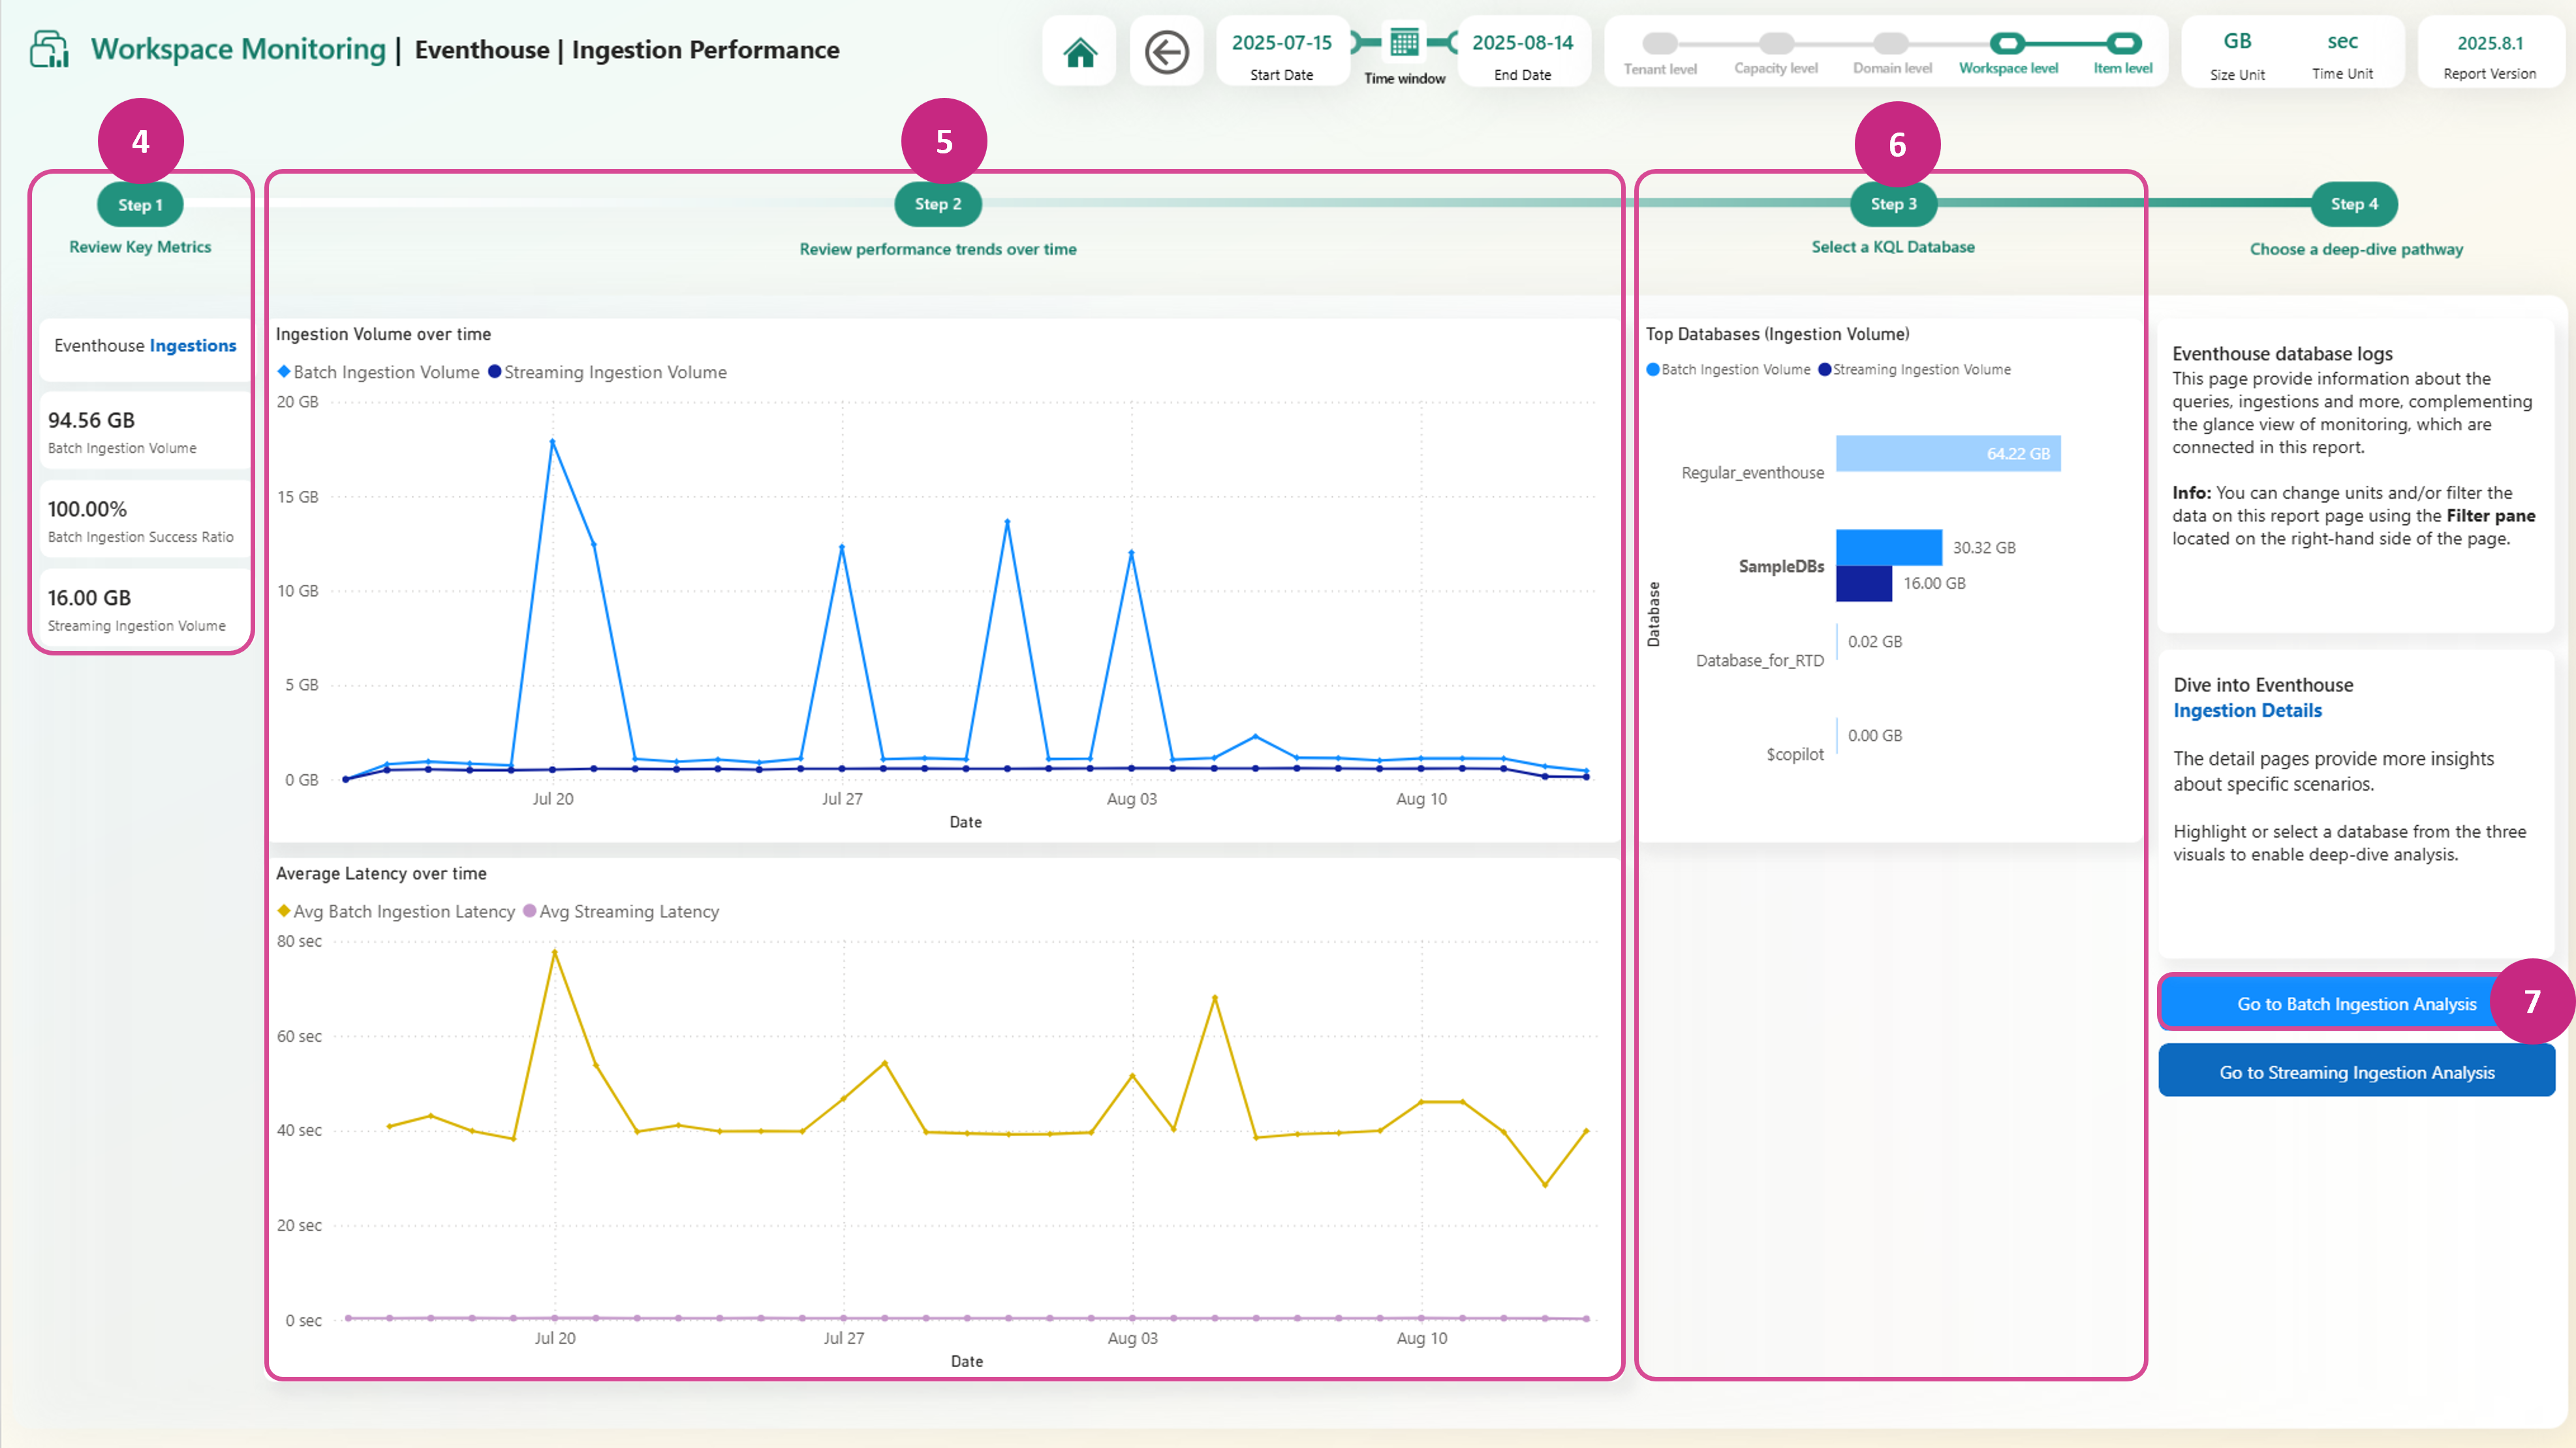 Workspace Monitoring | Eventhouse | Ingestion Performance
2025-07-15
Start Date
Time window
2025-08-14
End Date
Tenant level
Capacity level
Domain level
Workspace level
Item level
GB
Size Unit
sec
Time Unit
2025.8.1
Report Version
4
5
6
Step 1
Review Key Metrics
Step 2
Review performance trends over time
Step 3
Select a KQL Database
Step 4
Choose a deep-dive pathway
Eventhouse Ingestions
94.56 GB
Batch Ingestion Volume
100.00%
Batch Ingestion Success Ratio
16.00 GB
Streaming Ingestion Volume
Ingestion Volume over time
Batch Ingestion Volume Streaming Ingestion Volume
20 GB
15 GB
10 GB
5 GB
0 GB
Jul 20 Jul 27 Aug 03 Aug 10
Date
Average Latency over time
Avg Batch Ingestion Latency Avg Streaming Latency
80 sec
60 sec
40 sec
20 sec
0 sec
Jul 20 Jul 27 Aug 03 Aug 10
Date
Top Databases (Ingestion Volume)
Batch Ingestion Volume Streaming Ingestion Volume
Database
Regular_eventhouse
64.22 GB
SampleDBs
30.32 GB
16.00 GB
Database_for_RTD
0.02 GB
$copilot
0.00 GB
Eventhouse database logs
This page provide information about the
queries, ingestions and more, complementing
the glance view of monitoring, which are
connected in this report.
Info: You can change units and/or filter the
data on this report page using the Filter pane
located on the right-hand side of the page.
Dive into Eventhouse
Ingestion Details
The detail pages provide more insights
about specific scenarios.
Highlight or select a database from the three
visuals to enable deep-dive analysis.
Go to Batch Ingestion Analysis
7
Go to Streaming Ingestion Analysis